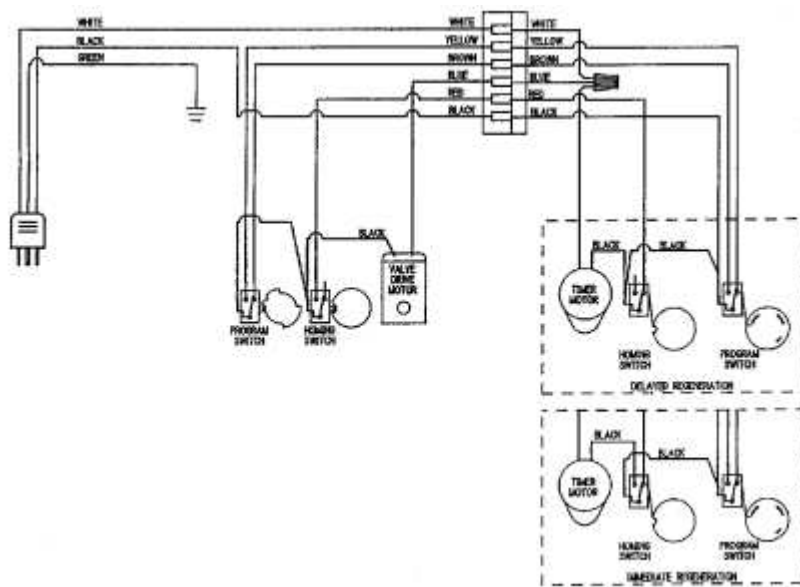 WHITE
BLACK
GREEN
WHITE
YELLOW
BROWN
BLUE
RED
BLACK
WHITE
YELLOW
BROWN
BLUE
RED
BLACK
BLACK
VALVE
DRIVE
MOTOR
PROGRAM
SWITCH
HOMING
SWITCH
BLACK
BLACK
TIMER
MOTOR
HOMING
SWITCH
PROGRAM
SWITCH
DELAYED REGENERATION
BLACK
BLACK
TIMER
MOTOR
HOMING
SWITCH
PROGRAM
SWITCH
IMMEDIATE REGENERATION